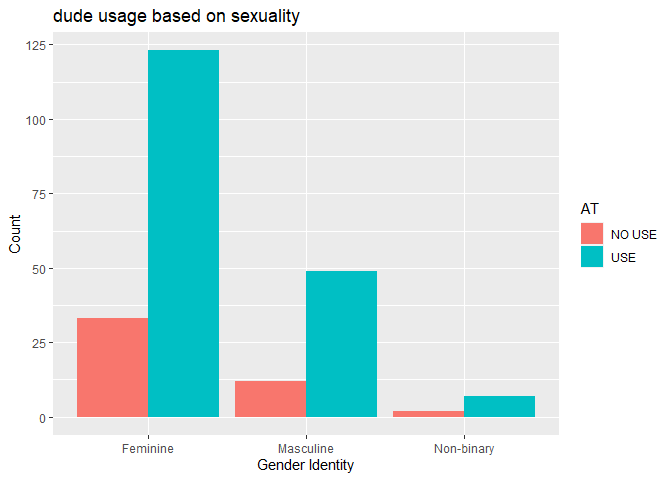 dude usage based on sexuality
125
100
75
50
25
0
Count
Feminine
Masculine
Non-binary
Gender Identity
AT
NO USE
USE